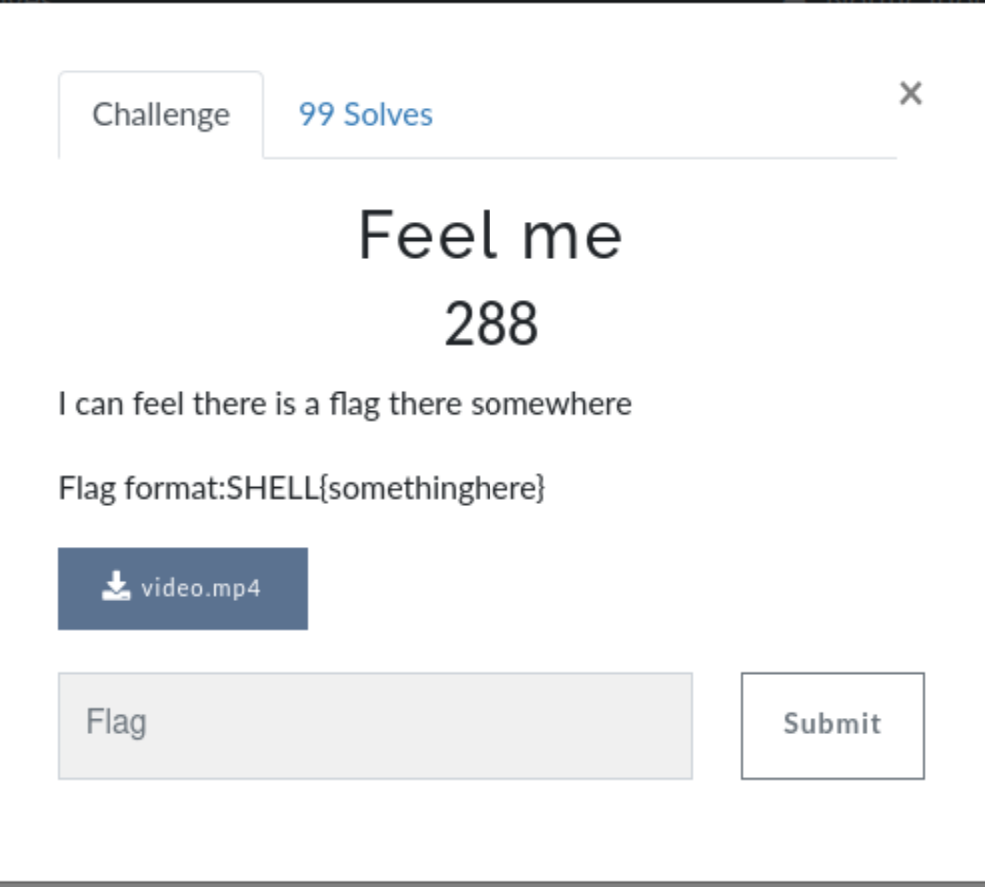 Challenge
99 Solves
×
Feel me
288
I can feel there is a flag there somewhere
Flag format:SHELL{somethinghere}
video.mp4
Flag
Submit